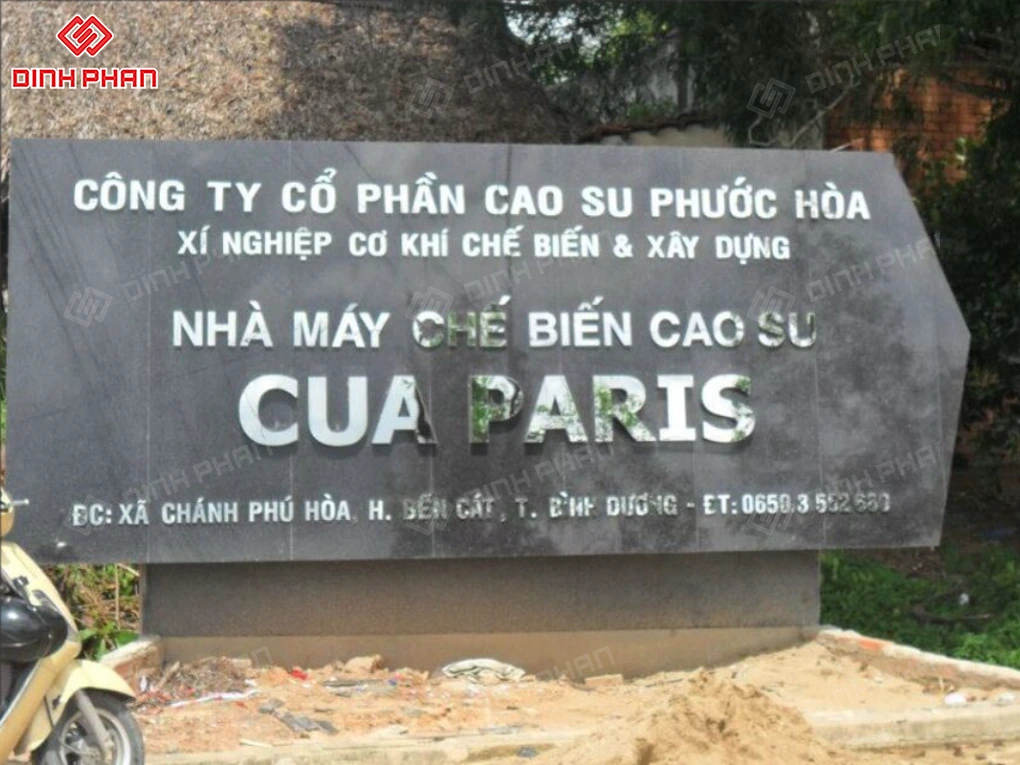 DINH PHAN
CÔNG TY CỔ PHẦN CAO SU PHƯỚC HÒA
XÍ NGHIỆP CƠ KHÍ CHẾ BIẾN & XÂY DỰNG
NHÀ MÁY CHẾ BIẾN CAO SU
CUA PARIS
ĐC: XÃ CHÁNH PHÚ HÒA, H. BẾN CÁT, T. BÌNH DƯƠNG - ĐT: